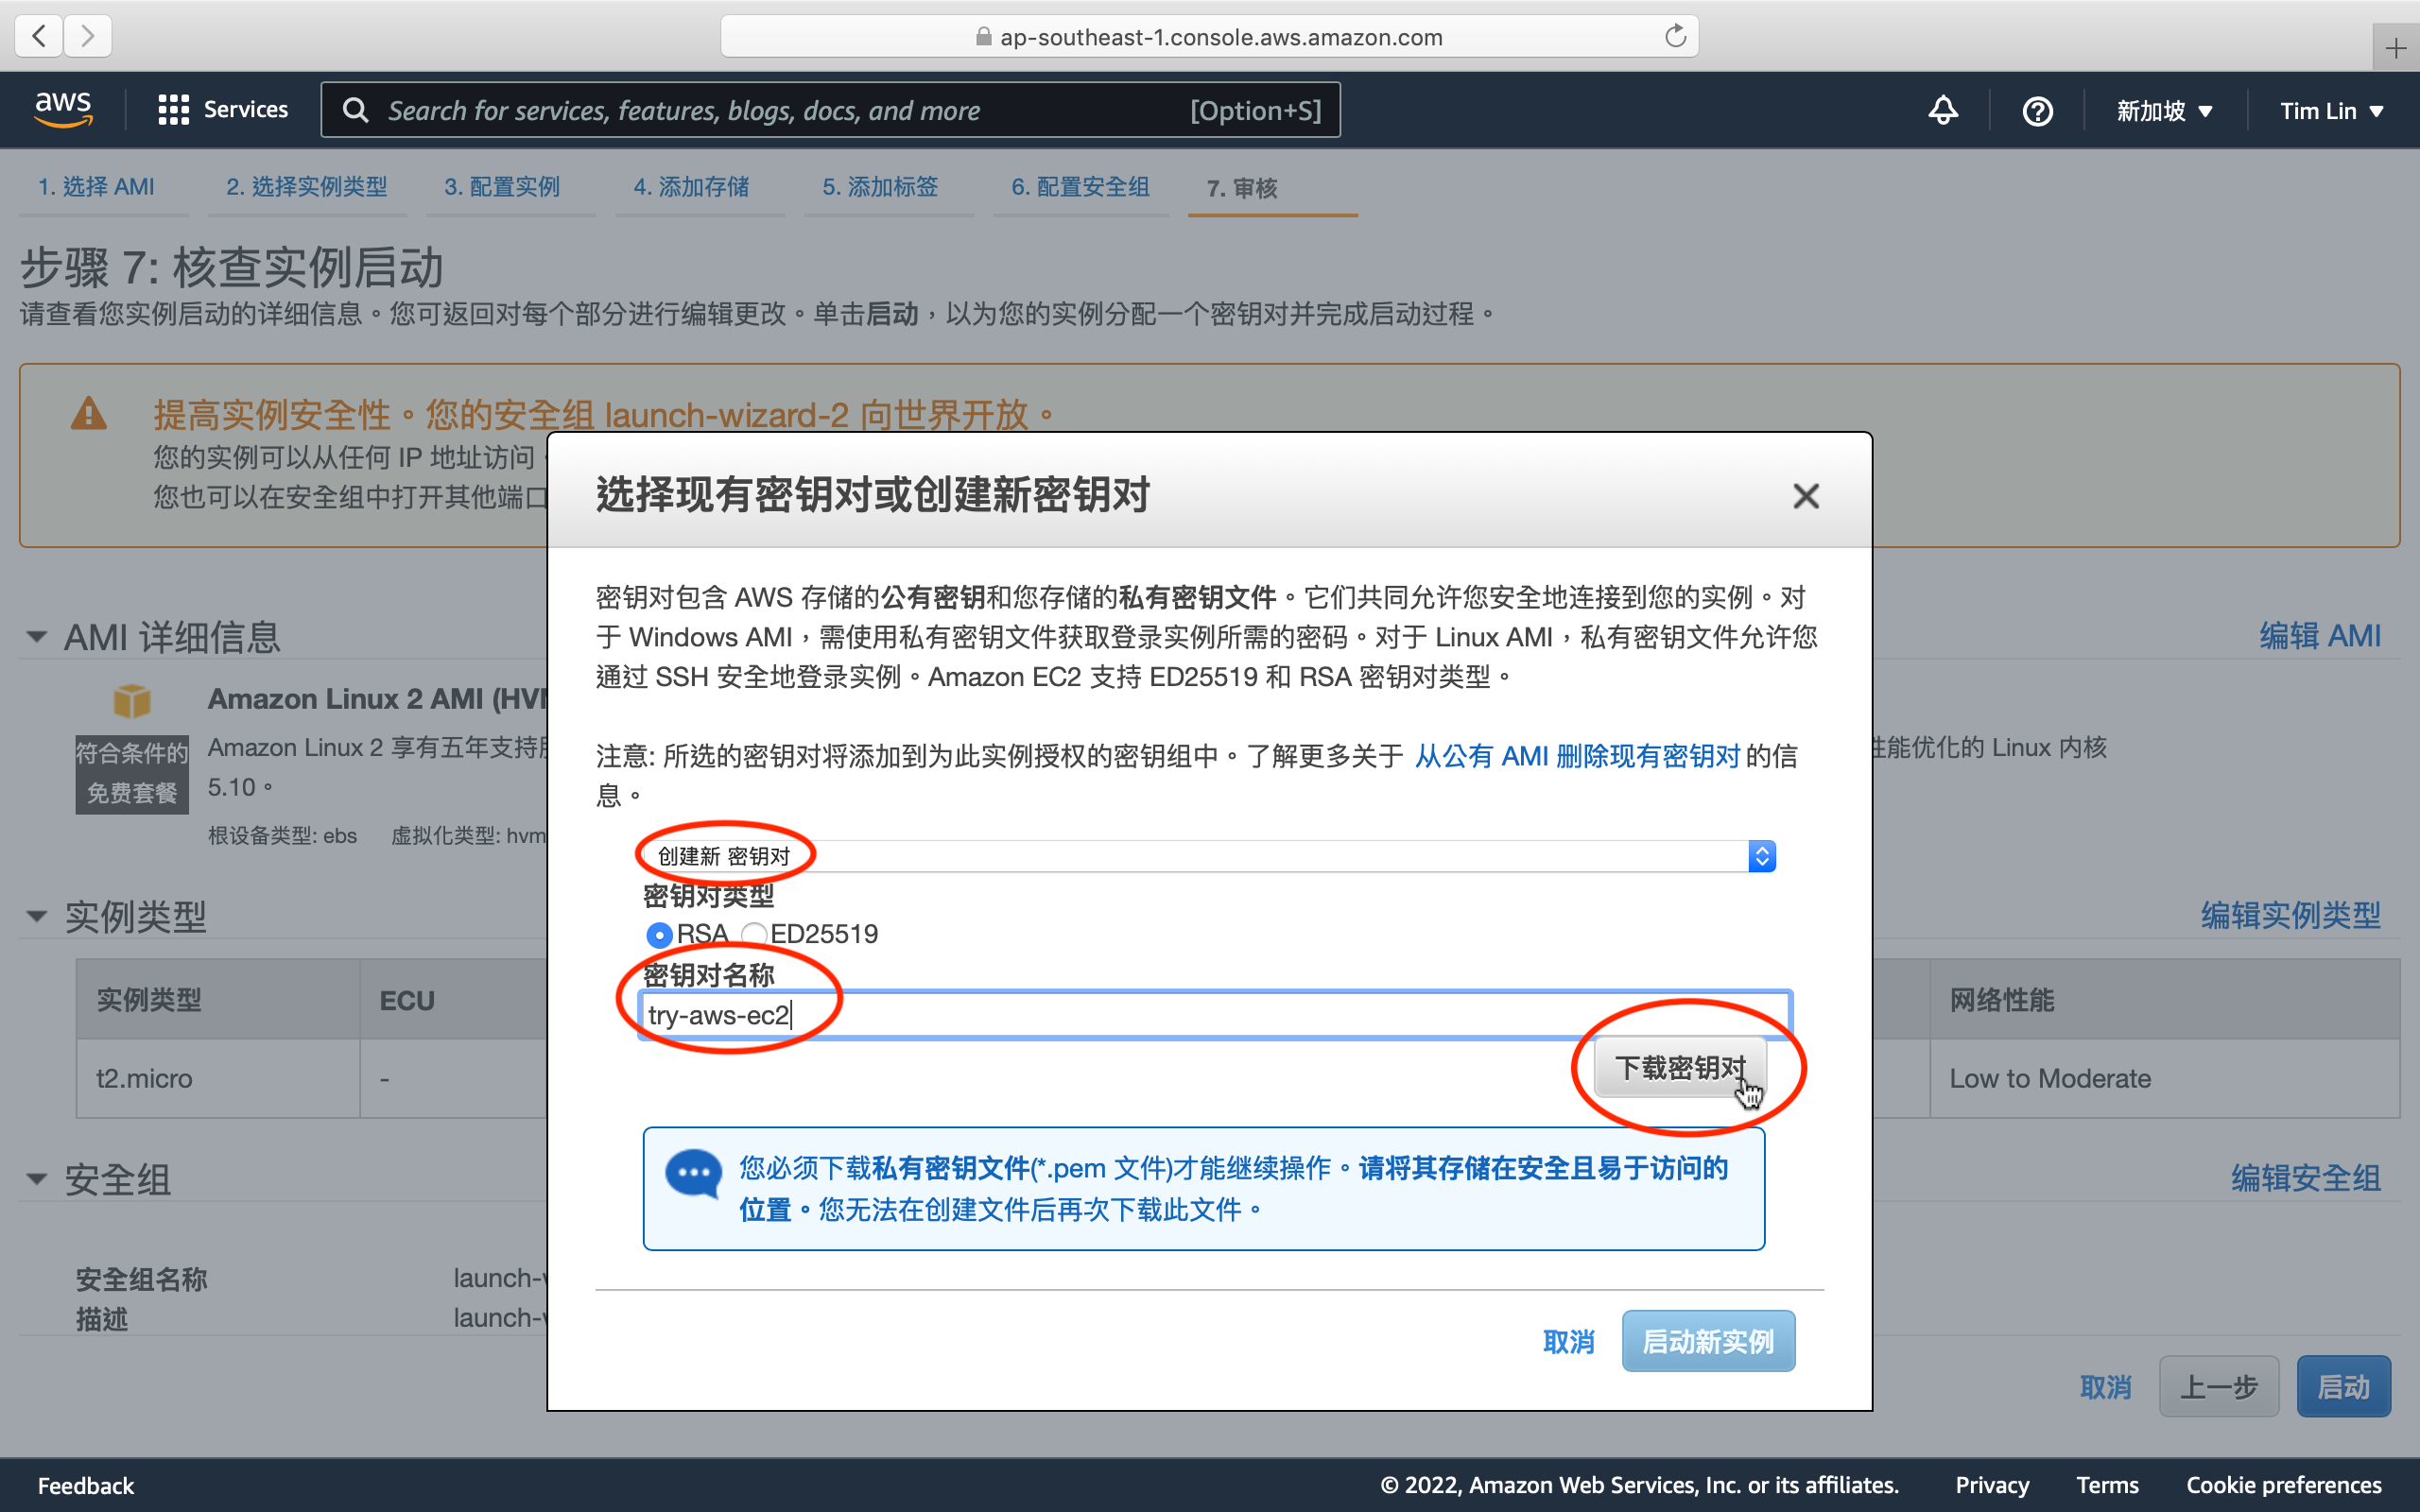 ap-southeast-1.console.aws.amazon.com
aws
Services
Search for services, features, blogs, docs, and more
[Option+S]
新加坡
Tim Lin
1. 选择 AMI
2. 选择实例类型
3. 配置实例
4. 添加存储
5. 添加标签
6. 配置安全组
7. 审核
步骤 7: 核查实例启动
请查看您实例启动的详细信息。您可返回对每个部分进行编辑更改。单击启动，以为您的实例分配一个密钥对并完成启动过程。
提高实例安全性。您的安全组 launch-wizard-2 向世界开放。
您的实例可以从任何 IP 地址访问
您也可以在安全组中打开其他端口
选择现有密钥对或创建新密钥对
密钥对包含 AWS 存储的公有密钥和您存储的私有密钥文件。它们共同允许您安全地连接到您的实例。对
于 Windows AMI，需使用私有密钥文件获取登录实例所需的密码。对于 Linux AMI，私有密钥文件允许您
通过 SSH 安全地登录实例。Amazon EC2 支持 ED25519 和 RSA 密钥对类型。
注意: 所选的密钥对将添加到为此实例授权的密钥组中。了解更多关于 从公有 AMI 删除现有密钥对 的信
息。
创建新 密钥对
密钥对类型
RSA ED25519
密钥对名称
try-aws-ec2
下载密钥对
您必须下载私有密钥文件(*.pem 文件)才能继续操作。请将其存储在安全且易于访问的
位置。您无法在创建文件后再次下载此文件。
取消
启动新实例
AMI 详细信息
编辑 AMI
Amazon Linux 2 AMI (HV
符合条件的
免费套餐
Amazon Linux 2 享有五年支持
性能优化的 Linux 内核
5.10。
根设备类型: ebs
虚拟化类型: hvm
实例类型
编辑实例类型
实例类型
ECU
网络性能
t2.micro
-
Low to Moderate
安全组
编辑安全组
安全组名称
launch-
描述
launch-
取消
上一步
启动
Feedback
© 2022, Amazon Web Services, Inc. or its affiliates.
Privacy
Terms
Cookie preferences